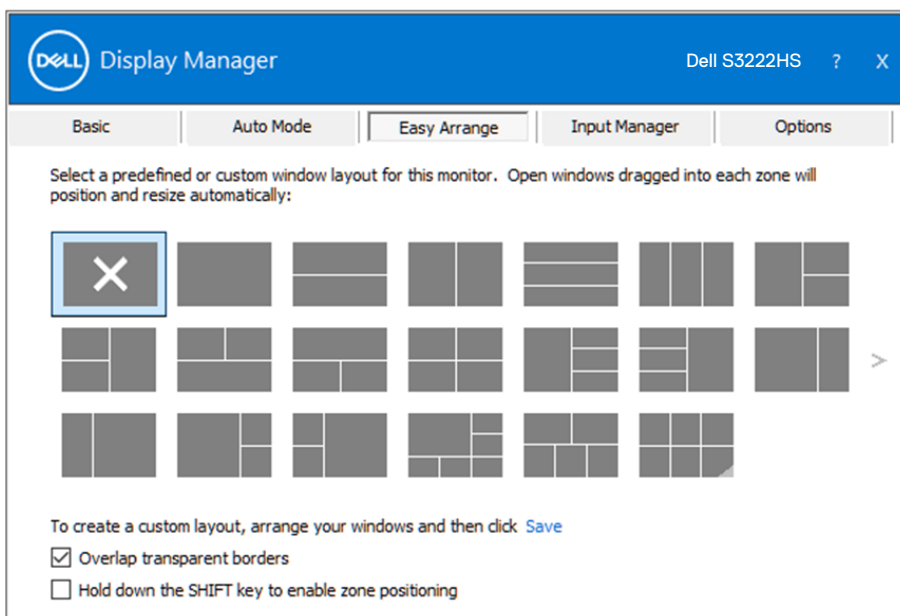 DELL Display Manager Dell S3222HS ? X
Basic Auto Mode Easy Arrange Input Manager Options
Select a predefined or custom window layout for this monitor. Open windows dragged into each zone will
position and resize automatically:
>
To create a custom layout, arrange your windows and then click Save
Overlap transparent borders
Hold down the SHIFT key to enable zone positioning